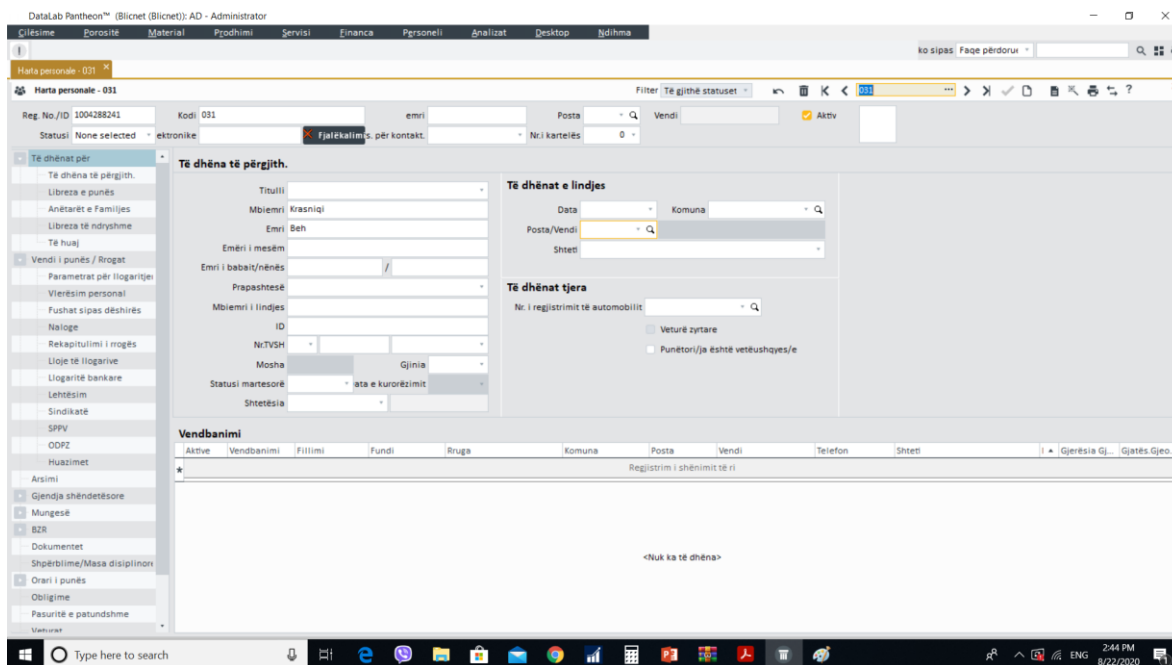 DataLab Pantheon™ (Blicnet (Blicnet)): AD - Administrator
Cilësime Porositë Material Prodhimi Servisi Financa Personeli Analizat Desktop Ndihma
ko sipas Faqe përdoru
Harta personale - 031
Harta personale - 031 Filter Të gjithë statuset 031
Reg. No./ID 1004288241 Kodi 031 emri Posta Vendi Aktiv
Statusi None selected ektronike Fjalëkalim s. për kontakt. Nr.i kartelës 0
Të dhënat për
Të dhëna të përgjith.
Libreza e punës
Anëtarët e Familjes
Libreza të ndryshme
Të huaj
Vendi i punës / Rrogat
Parametrat për llogaritje
Vlerësim personal
Fushat sipas dëshirës
Naloge
Rekapitulimi i rrogës
Lloje të llogarive
Llogaritë bankare
Lehtësim
Sindikatë
SPPV
ODPZ
Huazimet
Arsimi
Gjendja shëndetësore
Mungesë
BZR
Dokumentet
Shpërblime/Masa disiplinore
Orari i punës
Obligime
Pasuritë e patundshme
Veturat
Të dhëna të përgjith.
Titulli
Mbiemri Krasniqi
Emri Beh
Emëri i mesëm
Emri i babait/nënës /
Prapashtesë
Mbiemri i lindjes
ID
Nr.TVSH
Mosha Gjinia
Statusi martesorë ata e kurorëzimit
Shtetësia
Të dhënat e lindjes
Data Komuna
Posta/Vendi
Shteti
Të dhënat tjera
Nr. i regjistrimit të automobilit
Veturë zyrtare
Punëtori/ja është vetëushqyes/e
Vendbanimi
Aktive Vendbanimi Fillimi Fundi Rruga Komuna Posta Vendi Telefon Shteti Gjerësia Gj... Gjatës.Gjeo.
Regjistrim i shënimit të ri
<Nuk ka të dhëna>
Type here to search ENG 2:44 PM
8/22/2020